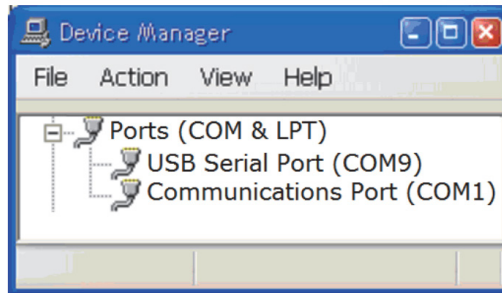 Device Manager
File Action View Help
Ports (COM & LPT)
USB Serial Port (COM9)
Communications Port (COM1)